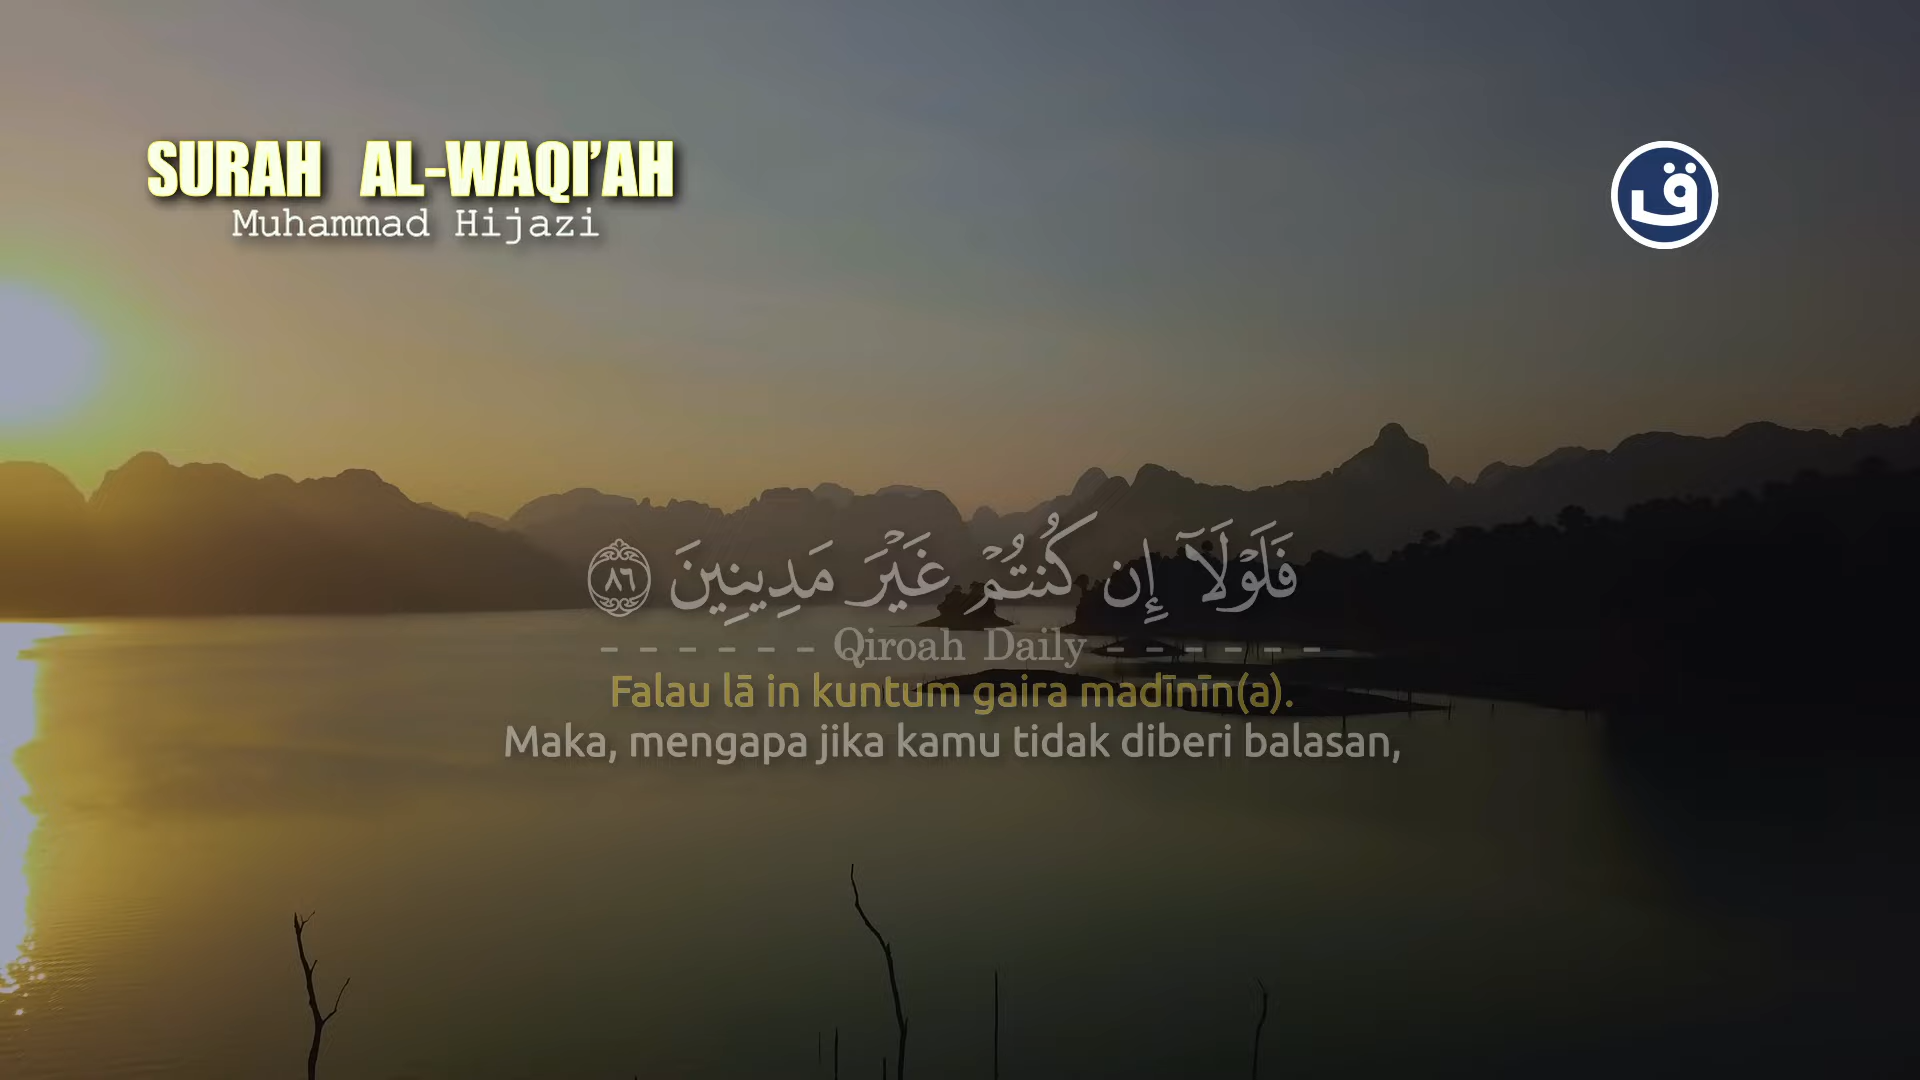 SURAH AL-WAQI'AH
Muhammad Hijazi
ق
فَلَوْلَآ إِن كُنتُمْ غَيْرَ مَدِينِينَ ٨٦
- - - - - - Qiroah Daily - - - - - -
Falau lā in kuntum gaira madīnīn(a).
Maka, mengapa jika kamu tidak diberi balasan,